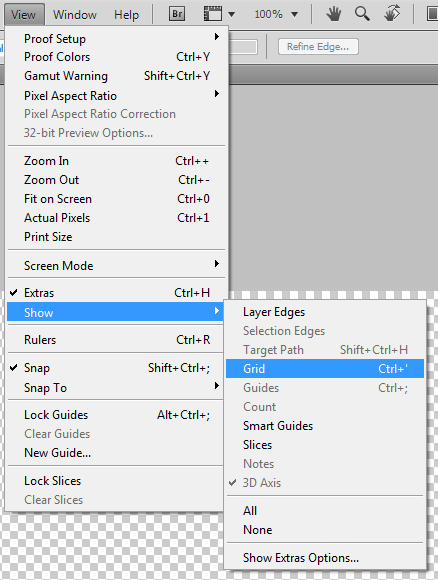 View Window Help Br 100%
Refine Edge...
Proof Setup
Proof Colors Ctrl+Y
Gamut Warning Shift+Ctrl+Y
Pixel Aspect Ratio
Pixel Aspect Ratio Correction
32-bit Preview Options...
Zoom In Ctrl++
Zoom Out Ctrl+-
Fit on Screen Ctrl+0
Actual Pixels Ctrl+1
Print Size
Screen Mode
Extras Ctrl+H
Show
Rulers Ctrl+R
Snap Shift+Ctrl+;
Snap To
Lock Guides Alt+Ctrl+;
Clear Guides
New Guide...
Lock Slices
Clear Slices
Layer Edges
Selection Edges
Target Path Shift+Ctrl+H
Grid Ctrl+'
Guides Ctrl+;
Count
Smart Guides
Slices
Notes
3D Axis
All
None
Show Extras Options...